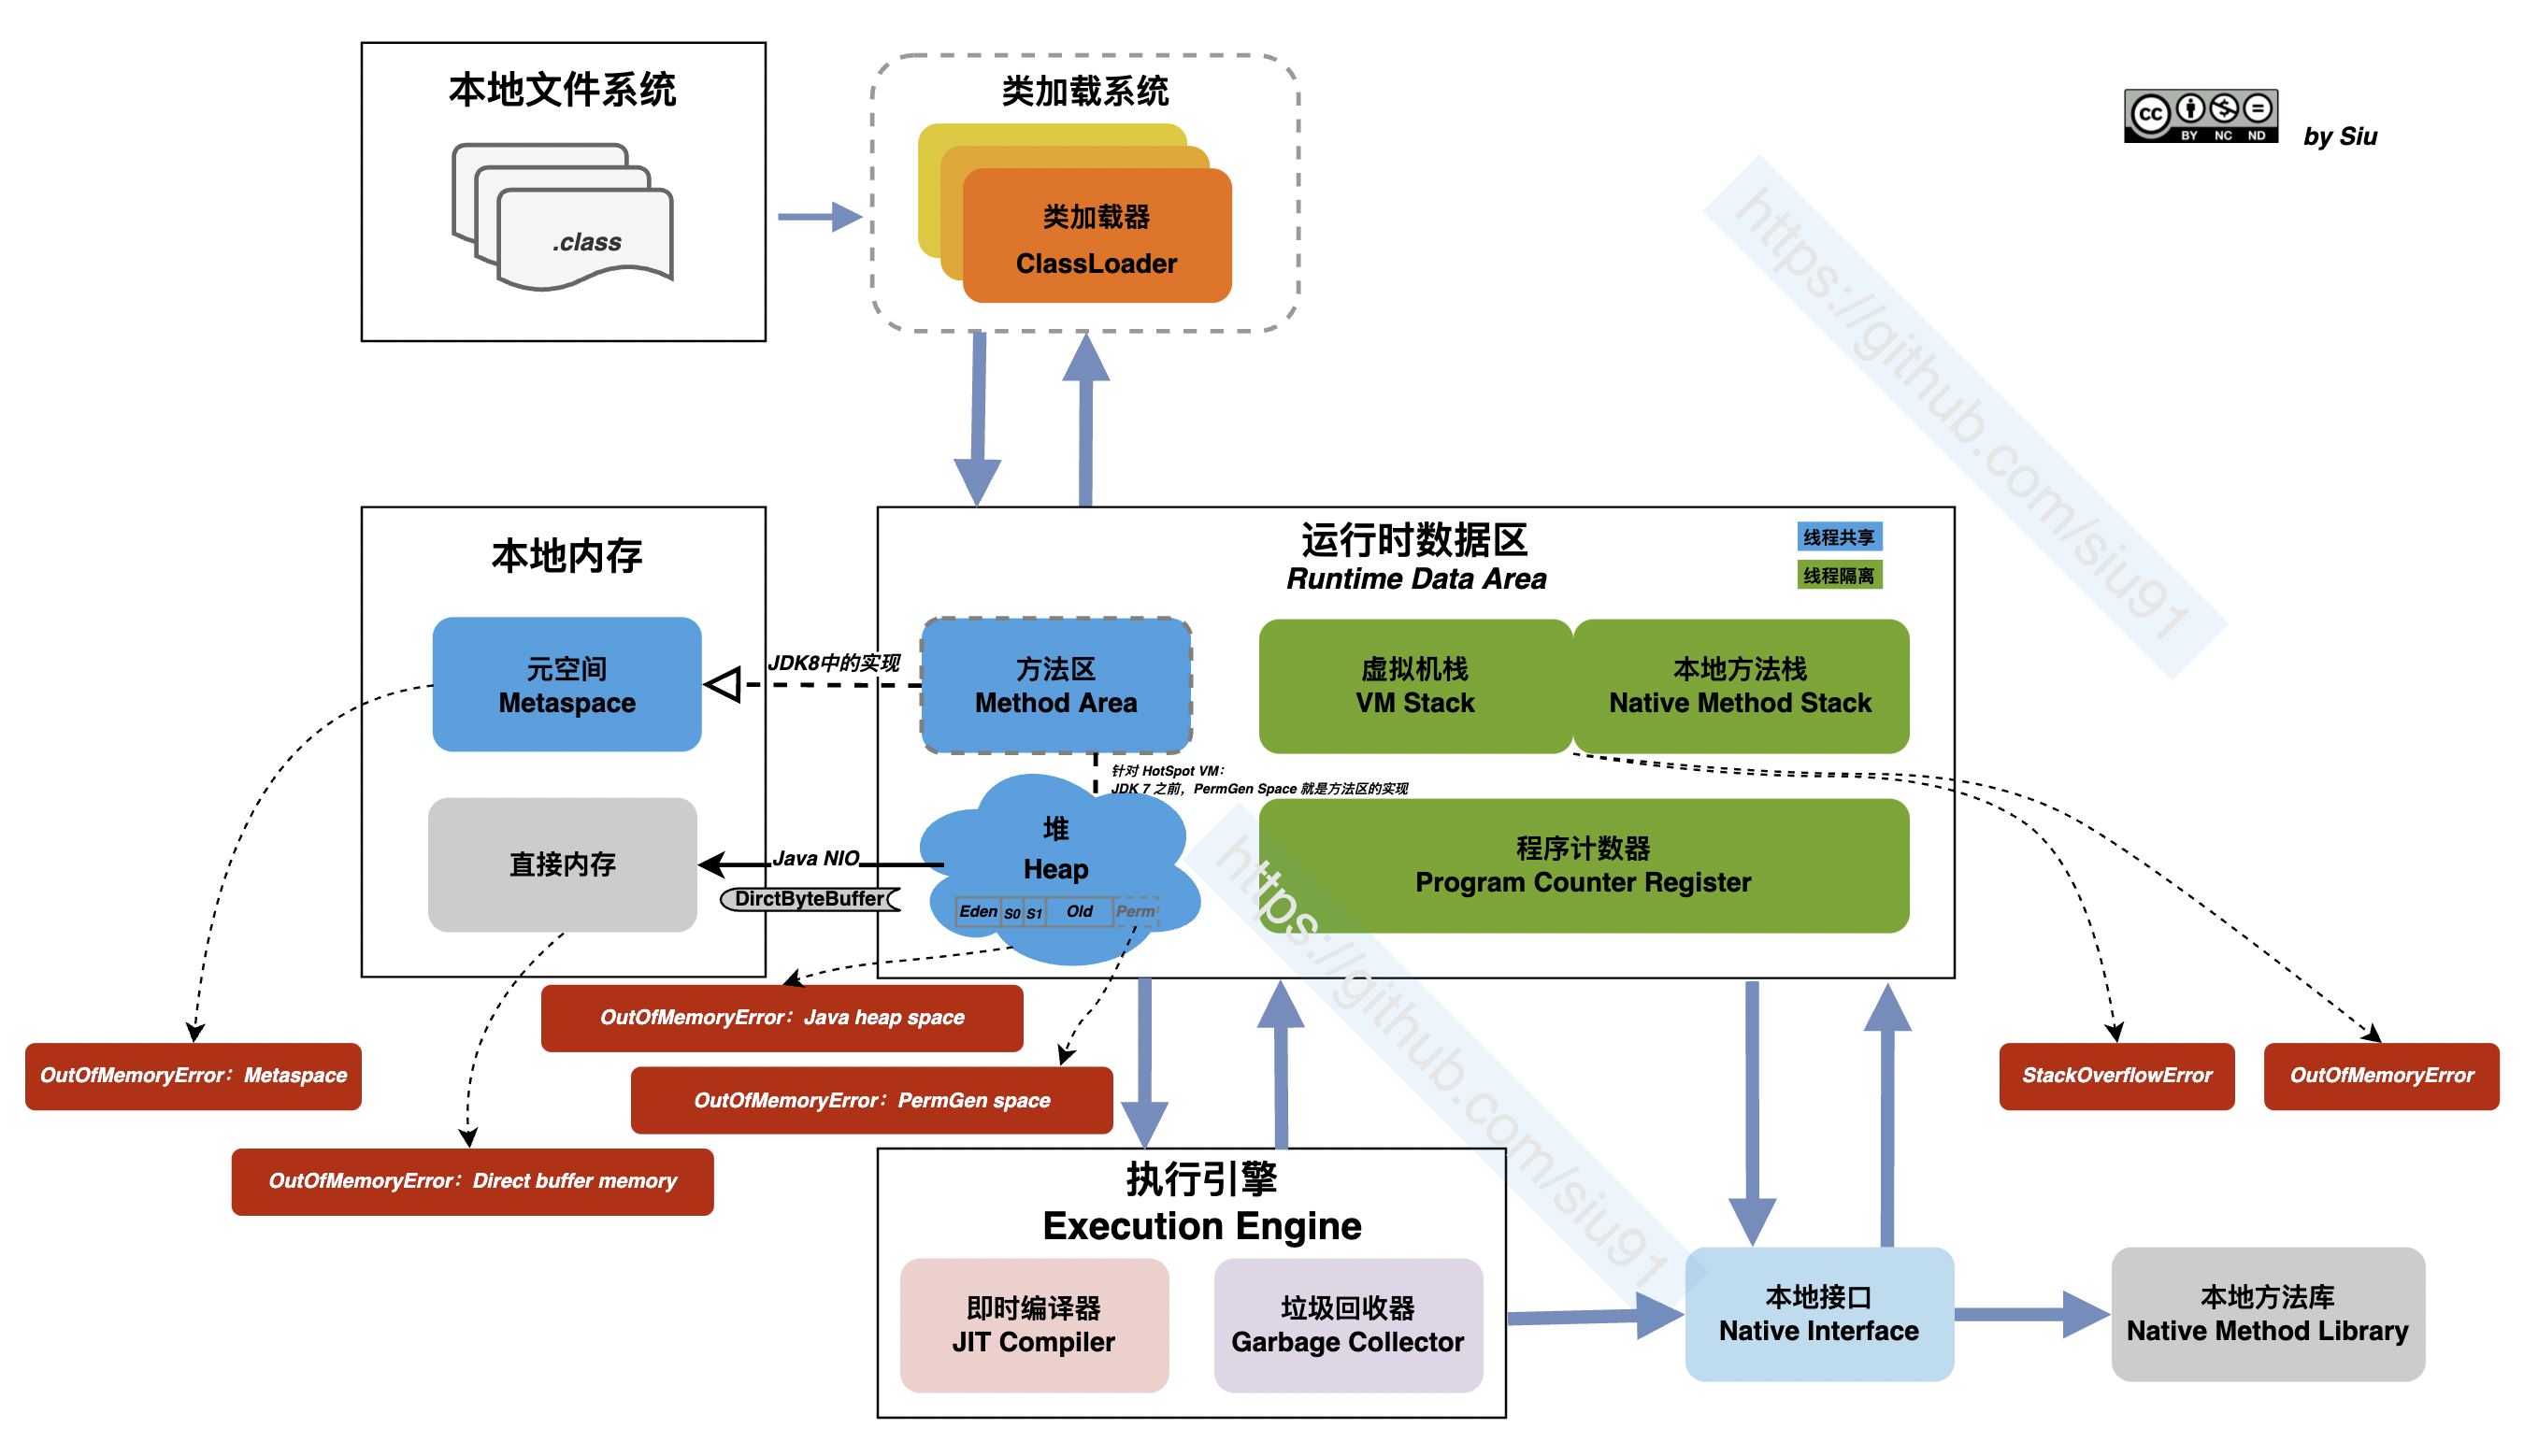 本地文件系统
.class
类加载系统
类加载器
ClassLoader
cc
BY NC ND
by Siu
https://github.com/siu91
本地内存
元空间
Metaspace
直接内存
JDK8中的实现
Java NIO
DirctByteBuffer
运行时数据区
Runtime Data Area
线程共享
线程隔离
方法区
Method Area
虚拟机栈
VM Stack
本地方法栈
Native Method Stack
针对 HotSpot VM:
JDK 7 之前，PermGen Space 就是方法区的实现
堆
Heap
Eden S0 S1 Old Perm
程序计数器
Program Counter Register
https://github.com/siu91
OutOfMemoryError：Java heap space
OutOfMemoryError：Metaspace
OutOfMemoryError：PermGen space
OutOfMemoryError：Direct buffer memory
StackOverflowError
OutOfMemoryError
执行引擎
Execution Engine
即时编译器
JIT Compiler
垃圾回收器
Garbage Collector
本地接口
Native Interface
本地方法库
Native Method Library